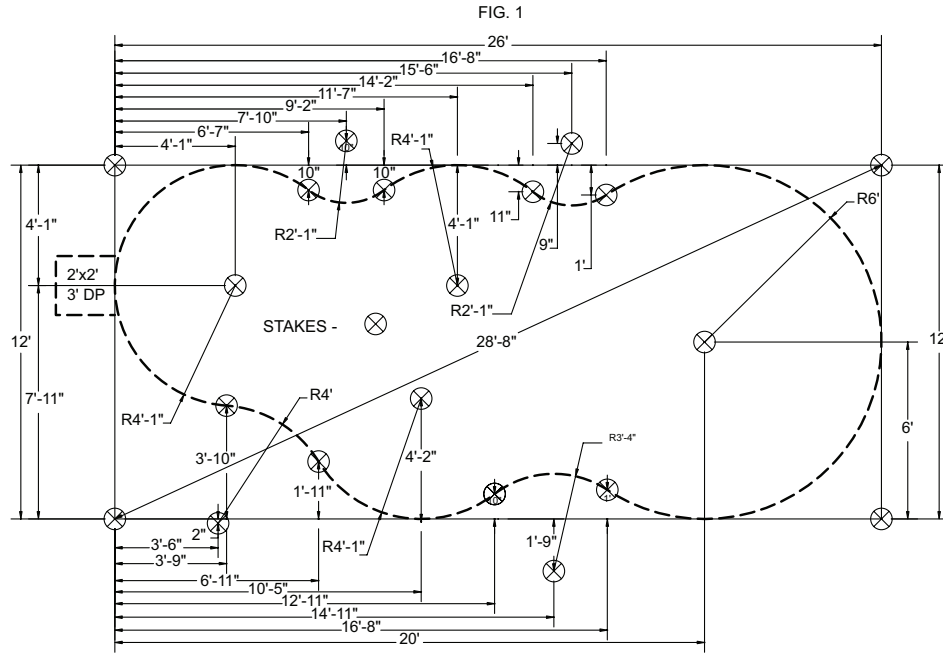 FIG. 1
26'
16'-8"
15'-6"
14'-2"
11'-7"
9'-2"
7'-10"
6'-7"
4'-1"
R4'-1"
10"
10"
4'-1"
4'-1"
11"
R6'
R2'-1"
9"
1'
2'x2'
3' DP
R2'-1"
STAKES -
12'
28'-8"
12'
7'-11"
R4'-1"
R4'
6'
3'-10"
4'-2"
R3'-4"
1'-11"
2"
R4'-1"
1'-9"
3'-6"
3'-9"
6'-11"
10'-5"
12'-11"
14'-11"
16'-8"
20'